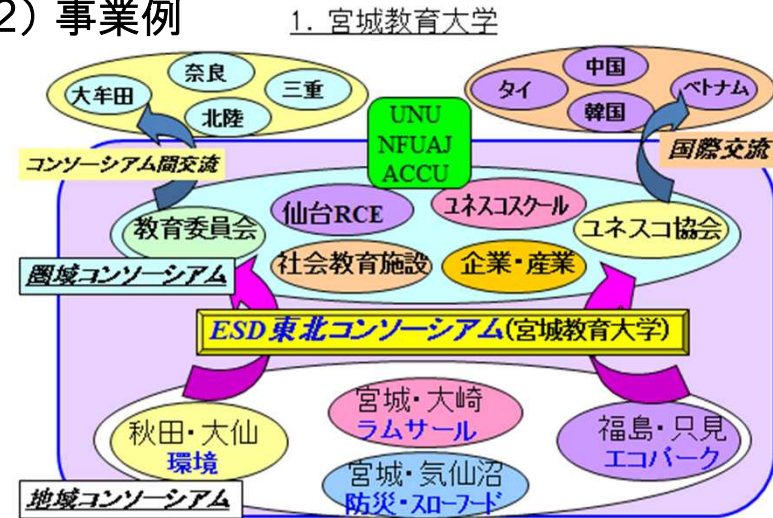 2）事業例
1. 宮城教育大学
大牟田
奈良
三重
北陸
タイ
中国
韓国
ベトナム
UNU
NFUAJ
ACCU
コンソーシアム間交流
国際交流
教育委員会
仙台RCE
ユネスコスクール
ユネスコ協会
社会教育施設
企業・産業
圏域コンソーシアム
ESD東北コンソーシアム(宮城教育大学)
秋田・大仙
環境
宮城・大崎
ラムサール
福島・只見
エコパーク
宮城・気仙沼
防災・スローフード
地域コンソーシアム